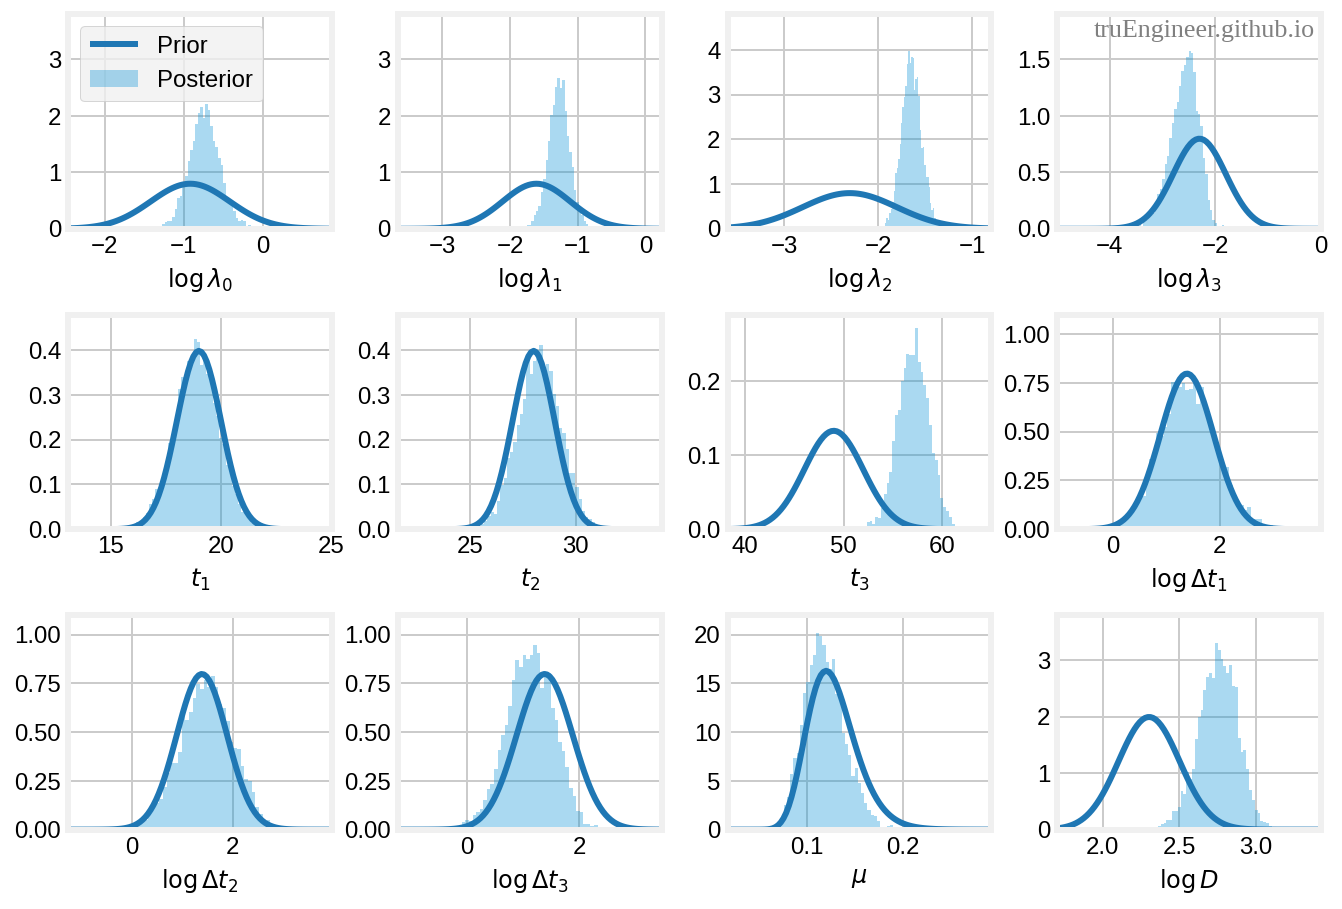 truEngineer.github.io
Prior
Posterior
0 1 2 3
−2 −1 0
log λ0
0 1 2 3
−3 −2 −1 0
log λ1
0 1 2 3 4
−3 −2 −1
log λ2
0.0 0.5 1.0 1.5
−4 −2 0
log λ3
0.0 0.1 0.2 0.3 0.4
15 20 25
t1
0.0 0.1 0.2 0.3 0.4
25 30
t2
0.0 0.1 0.2
40 50 60
t3
0.00 0.25 0.50 0.75 1.00
0 2
log Δt1
0.00 0.25 0.50 0.75 1.00
0 2
log Δt2
0.00 0.25 0.50 0.75 1.00
0 2
log Δt3
0 5 10 15 20
0.1 0.2
μ
0 1 2 3
2.0 2.5 3.0
log D